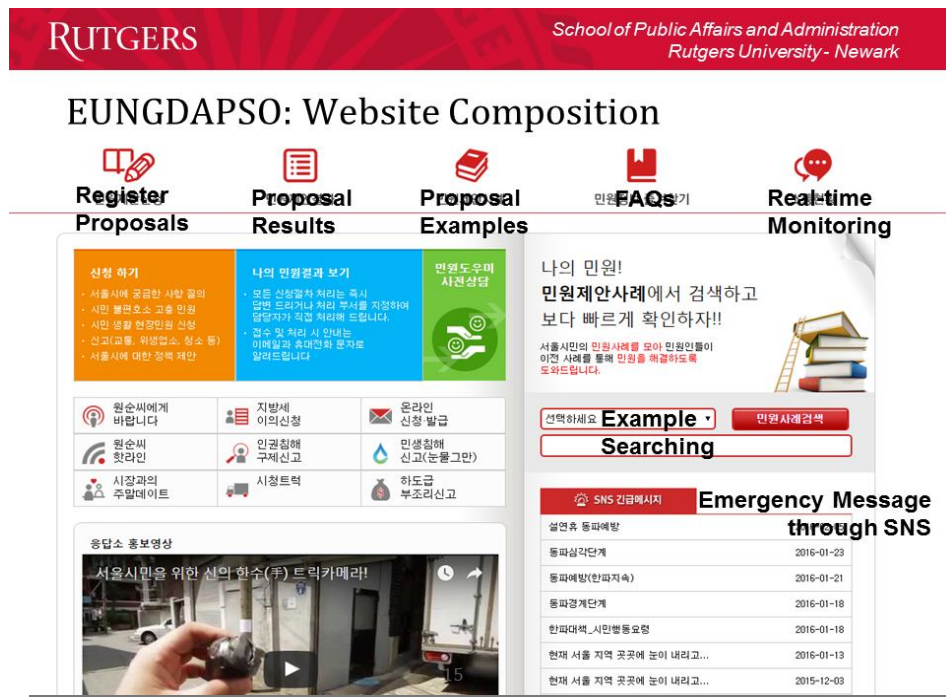 RUTGERS
School of Public Affairs and Administration
Rutgers University - Newark
EUNGDAPSO: Website Composition
Register
Proposals
Proposal
Results
Proposal
Examples
FAQs
Real-time
Monitoring
신청 하기
· 서울시에 궁금한 사항 질의
· 시민 불편호소 고충 민원
· 시민 생활 현장민원 신청
· 신고(교통, 위생업소, 청소 등)
· 서울시에 대한 정책 제안
나의 민원결과 보기
· 모든 신청절차 처리는 즉시
답변 드리거나 처리 부서를 지정하여
담당자가 직접 처리해 드립니다.
· 접수 및 처리 시 안내는
이메일과 휴대전화 문자로
알려드립니다
민원도우미
사전상담
나의 민원!
민원제안사례에서 검색하고
보다 빠르게 확인하자!!
서울시민의 민원사례를 모아 민원인들이
이전 사례를 통해 민원을 해결하도록
도와드립니다.
원순씨에게
바랍니다
지방세
이의신청
온라인
신청·발급
원순씨
핫라인
인권침해
구제신고
민생침해
신고(눈물그만)
시장과의
주말데이트
시청트럭
하도급
부조리신고
선택하세요
Example
Searching
민원사례검색
SNS 긴급메시지
Emergency Message
through SNS
설연휴 동파예방
동파심각단계 2016-01-23
동파예방(한파지속) 2016-01-21
동파경계단계 2016-01-18
한파대책_시민행동요령 2016-01-18
현재 서울 지역 곳곳에 눈이 내리고... 2016-01-13
현재 서울 지역 곳곳에 눈이 내리고... 2015-12-03
응답소 홍보영상
서울시민을 위한 신의 한수(手) 트릭카메라!
15